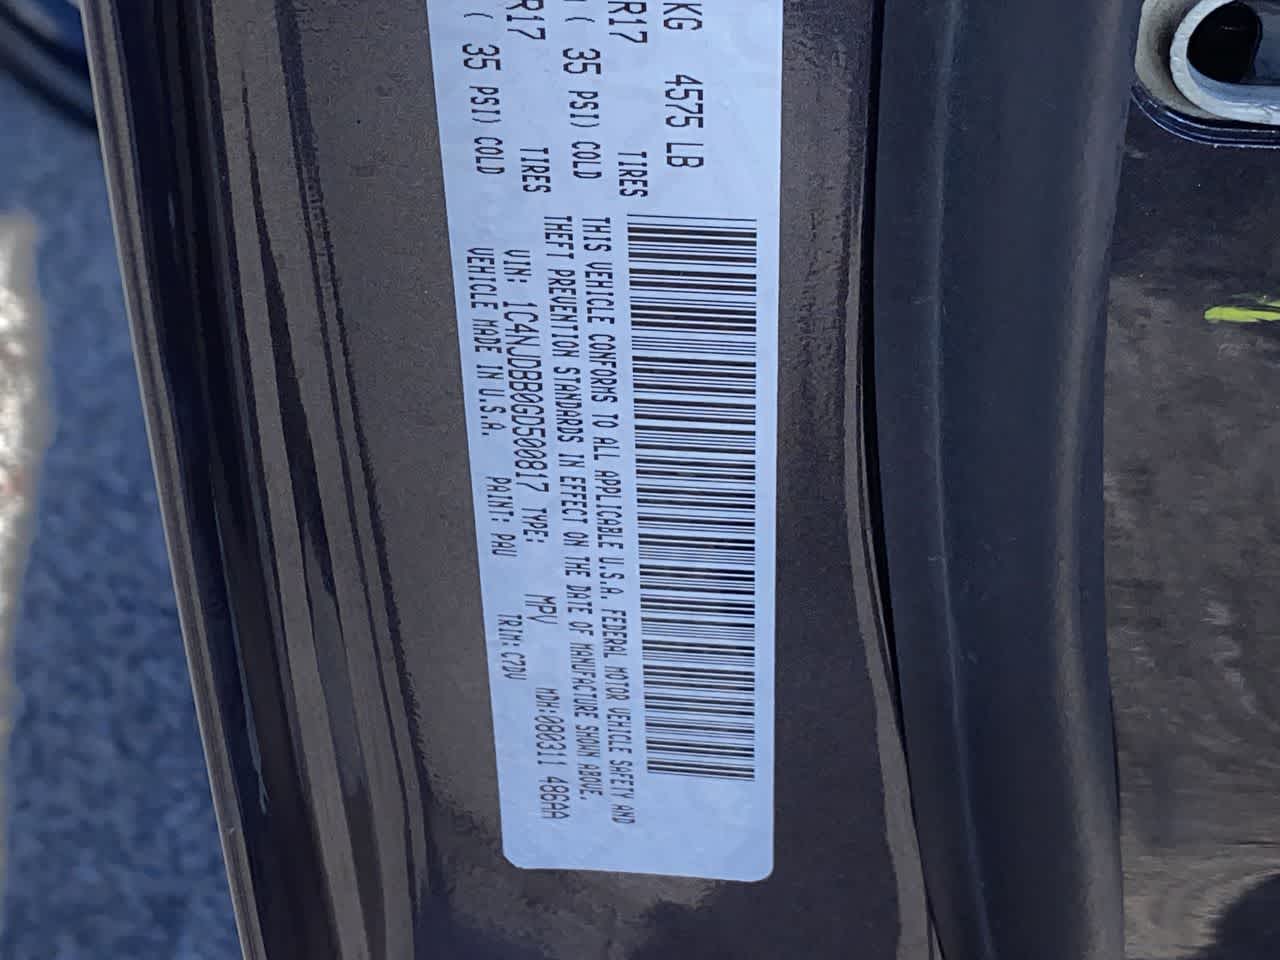 KG 4575 LB
R17 TIRES
( 35 PSI) COLD
R17 TIRES
( 35 PSI) COLD
THIS VEHICLE CONFORMS TO ALL APPLICABLE U.S.A. FEDERAL MOTOR VEHICLE SAFETY AND
THEFT PREVENTION STANDARDS IN EFFECT ON THE DATE OF MANUFACTURE SHOWN ABOVE.
VIN: 1C4NJDBB0GD500817 TYPE: MPV MDH:080311 486AA
VEHICLE MADE IN U.S.A. PAINT: PAU TRIM: C7DV